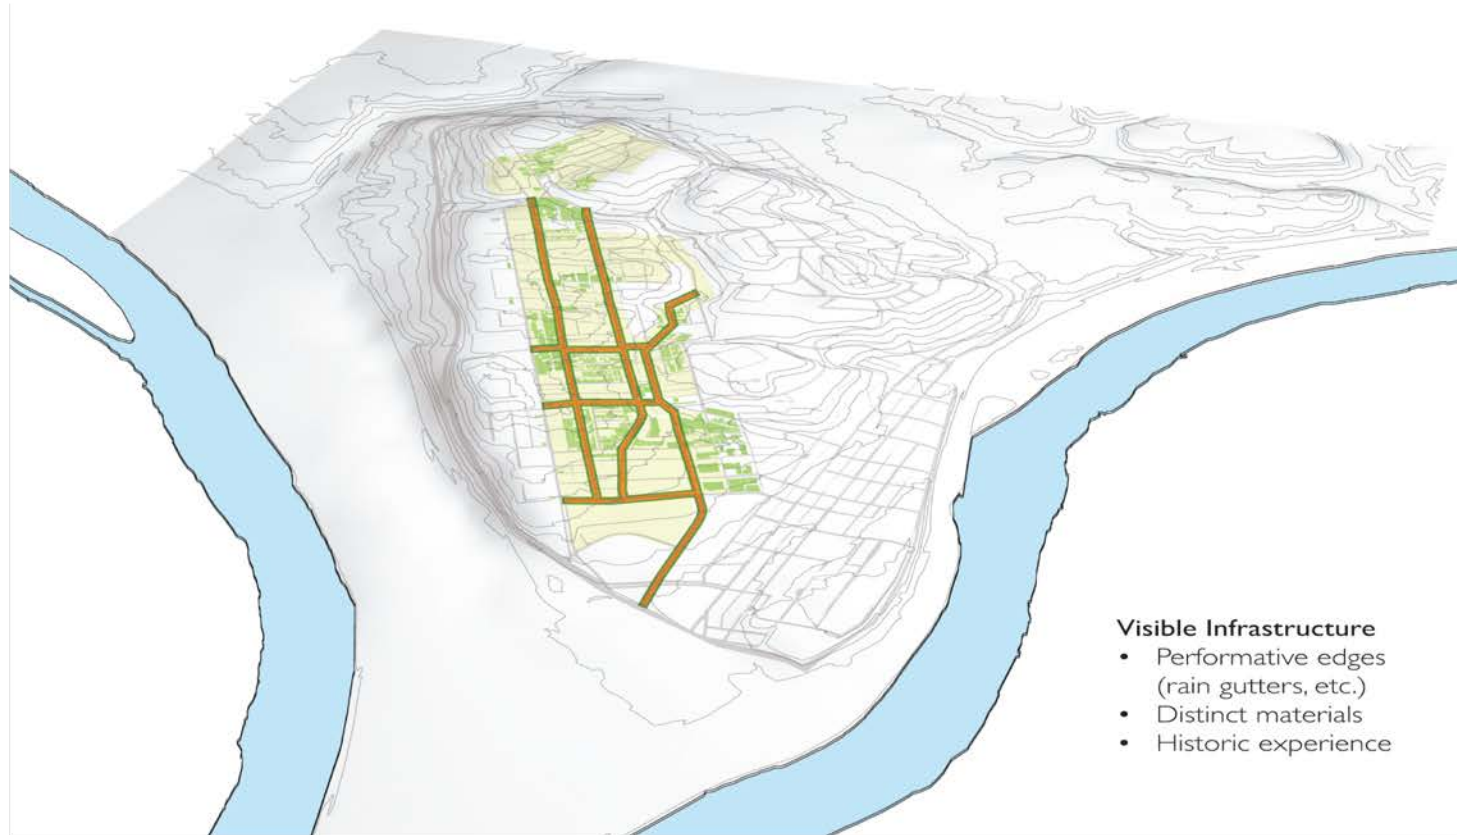 Visible Infrastructure
• Performative edges
(rain gutters, etc.)
• Distinct materials
• Historic experience